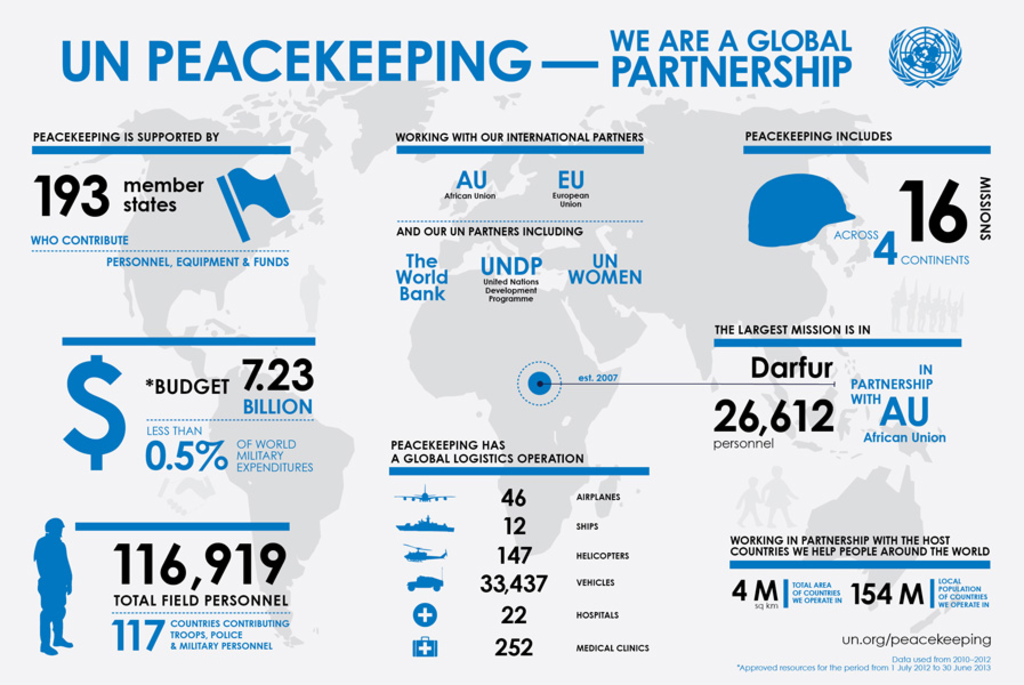 UN PEACEKEEPING — WE ARE A GLOBAL
PARTNERSHIP
PEACEKEEPING IS SUPPORTED BY
193 member
states
WHO CONTRIBUTE
PERSONNEL, EQUIPMENT & FUNDS
$
*BUDGET 7.23
BILLION
LESS THAN
0.5% OF WORLD
MILITARY
EXPENDITURES
116,919
TOTAL FIELD PERSONNEL
117 COUNTRIES CONTRIBUTING
TROOPS, POLICE
& MILITARY PERSONNEL
WORKING WITH OUR INTERNATIONAL PARTNERS
AU
African Union
EU
European
Union
AND OUR UN PARTNERS INCLUDING
The
World
Bank
UNDP
United Nations
Development
Programme
UN
WOMEN
est. 2007
PEACEKEEPING HAS
A GLOBAL LOGISTICS OPERATION
46 AIRPLANES
12 SHIPS
147 HELICOPTERS
33,437 VEHICLES
22 HOSPITALS
252 MEDICAL CLINICS
PEACEKEEPING INCLUDES
16 MISSIONS
ACROSS 4 CONTINENTS
THE LARGEST MISSION IS IN
Darfur
26,612
personnel
IN
PARTNERSHIP
WITH AU
African Union
WORKING IN PARTNERSHIP WITH THE HOST
COUNTRIES WE HELP PEOPLE AROUND THE WORLD
4 M
sq km
TOTAL AREA
OF COUNTRIES
WE OPERATE IN
154 M
LOCAL
POPULATION
OF COUNTRIES
WE OPERATE IN
un.org/peacekeeping
Data used from 2010–2012
*Approved resources for the period from 1 July 2012 to 30 June 2013